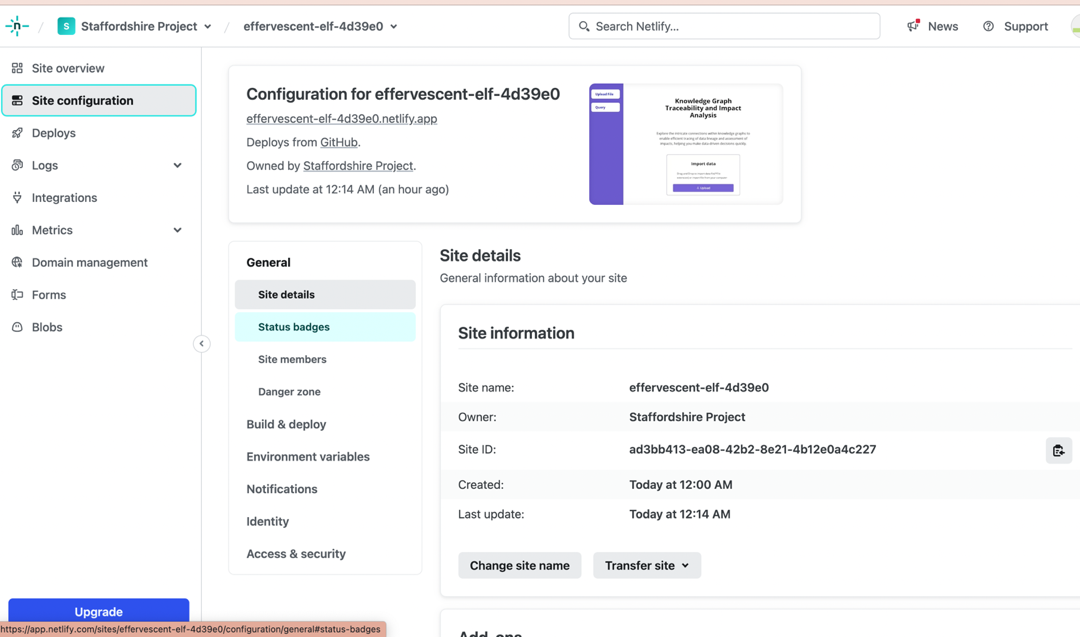 n / S Staffordshire Project / effervescent-elf-4d39e0
Search Netlify...
News
Support
Site overview
Site configuration
Deploys
Logs
Integrations
Metrics
Domain management
Forms
Blobs
Upgrade
https://app.netlify.com/sites/effervescent-elf-4d39e0/configuration/general#status-badges
Configuration for effervescent-elf-4d39e0
effervescent-elf-4d39e0.netlify.app
Deploys from GitHub.
Owned by Staffordshire Project.
Last update at 12:14 AM (an hour ago)
Upload File
Query
Knowledge Graph
Traceability and Impact
Analysis
Import data
Upload
General
Site details
Status badges
Site members
Danger zone
Build & deploy
Environment variables
Notifications
Identity
Access & security
Site details
General information about your site
Site information
Site name: effervescent-elf-4d39e0
Owner: Staffordshire Project
Site ID: ad3bb413-ea08-42b2-8e21-4b12e0a4c227
Created: Today at 12:00 AM
Last update: Today at 12:14 AM
Change site name
Transfer site
Add-ons